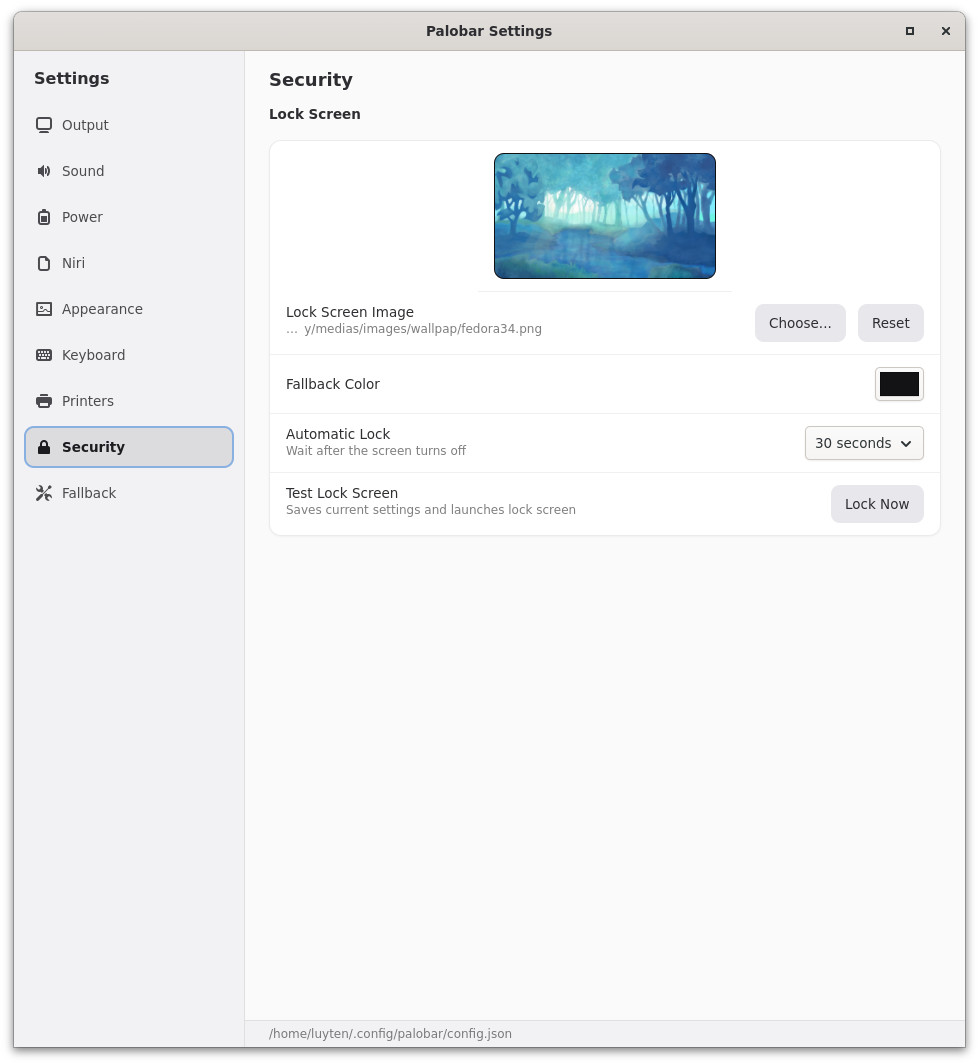 Palobar Settings
Settings
Output
Sound
Power
Niri
Appearance
Keyboard
Printers
Security
Fallback
Security
Lock Screen
Lock Screen Image
... y/medias/images/wallpap/fedora34.png
Choose...
Reset
Fallback Color
Automatic Lock
Wait after the screen turns off
30 seconds
Test Lock Screen
Saves current settings and launches lock screen
Lock Now
/home/luyten/.config/palobar/config.json